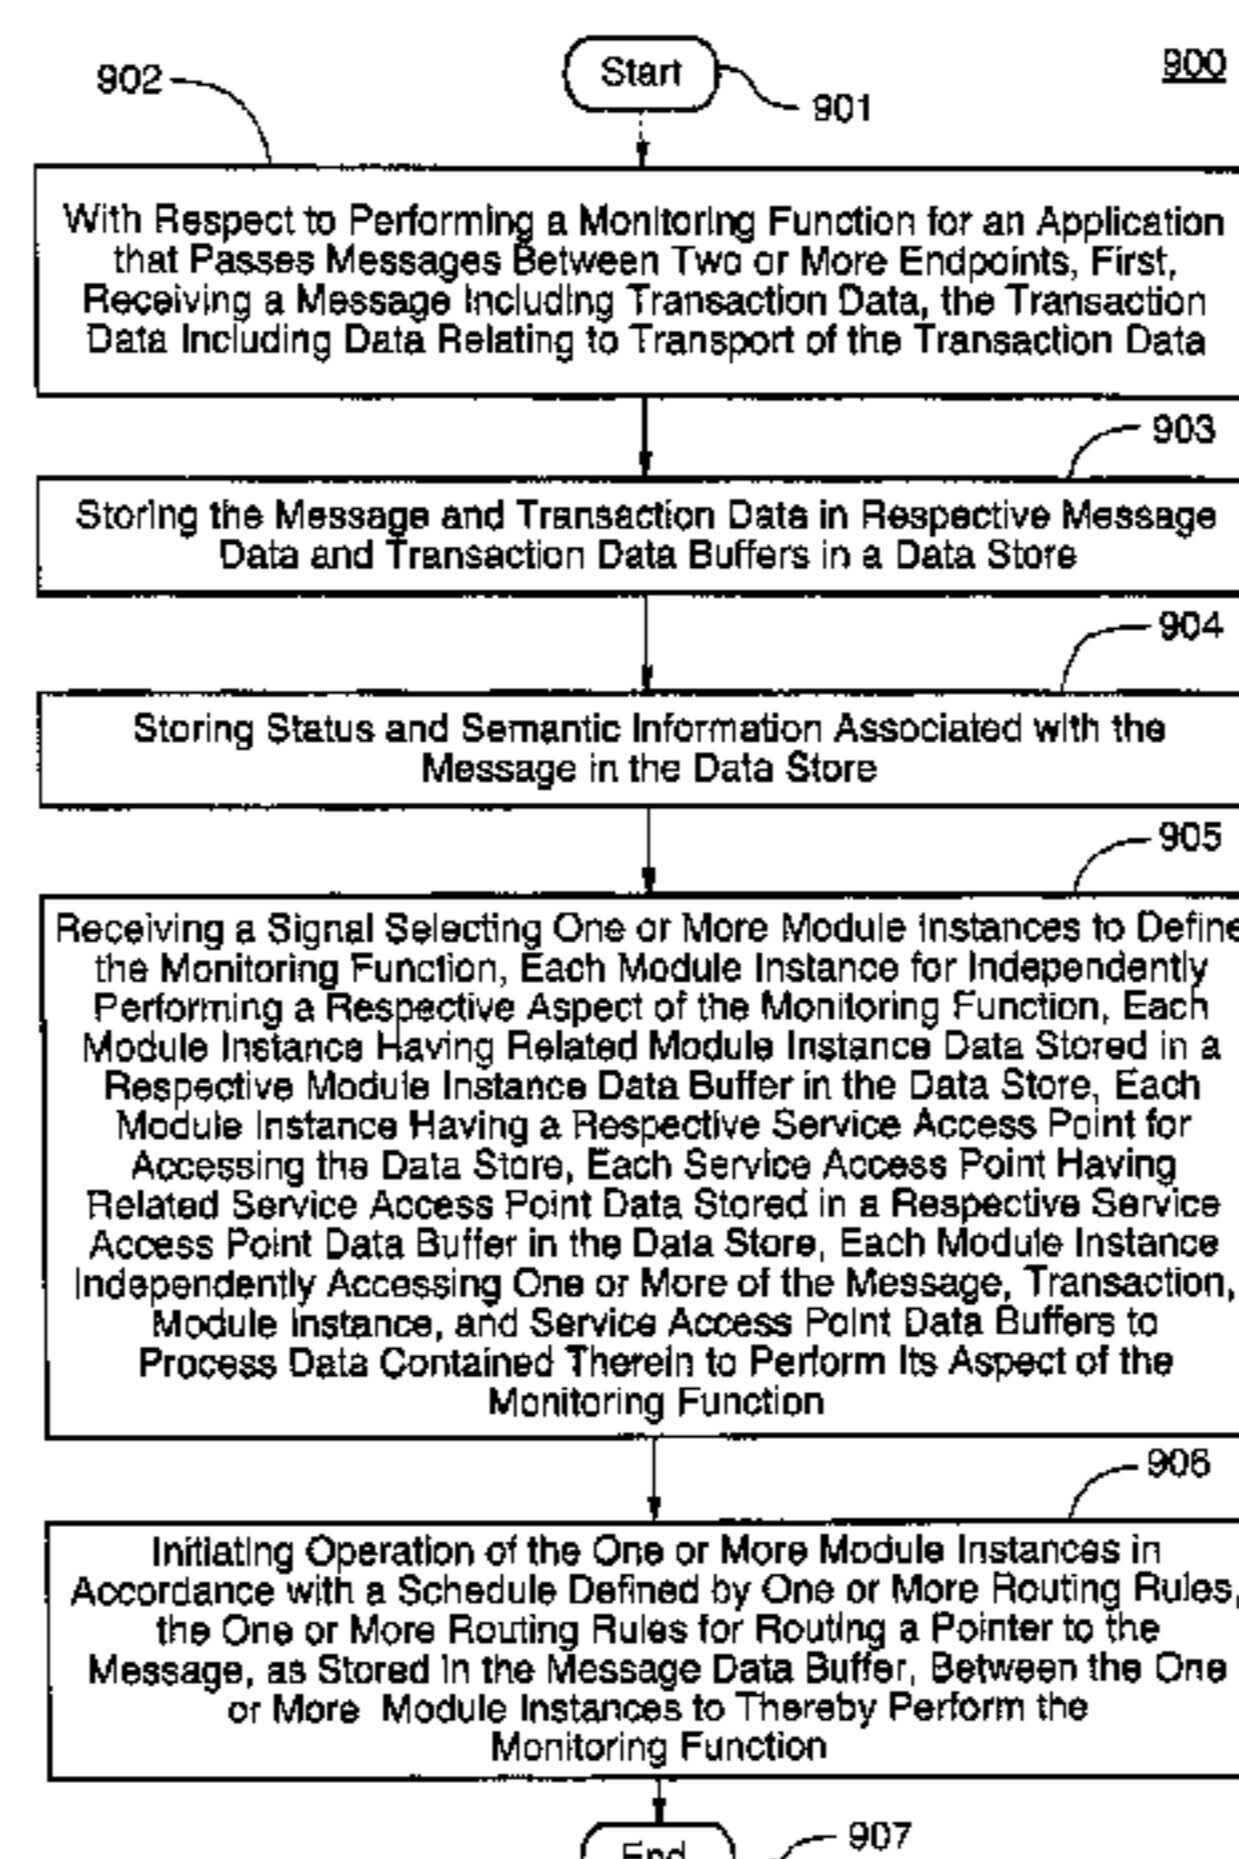 900
Start
901
902
With Respect to Performing a Monitoring Function for an Application
that Passes Messages Between Two or More Endpoints, First,
Receiving a Message Including Transaction Data, the Transaction
Data Including Data Relating to Transport of the Transaction Data
903
Storing the Message and Transaction Data in Respective Message
Data and Transaction Data Buffers in a Data Store
904
Storing Status and Semantic Information Associated with the
Message in the Data Store
905
Receiving a Signal Selecting One or More Module Instances to Define
the Monitoring Function, Each Module Instance for Independently
Performing a Respective Aspect of the Monitoring Function, Each
Module Instance Having Related Module Instance Data Stored in a
Respective Module Instance Data Buffer in the Data Store, Each
Module Instance Having a Respective Service Access Point for
Accessing the Data Store, Each Service Access Point Having
Related Service Access Point Data Stored in a Respective Service
Access Point Data Buffer in the Data Store, Each Module Instance
Independently Accessing One or More of the Message, Transaction,
Module Instance, and Service Access Point Data Buffers to
Process Data Contained Therein to Perform Its Aspect of the
Monitoring Function
906
Initiating Operation of the One or More Module Instances in
Accordance with a Schedule Defined by One or More Routing Rules,
the One or More Routing Rules for Routing a Pointer to the
Message, as Stored in the Message Data Buffer, Between the One
or More Module Instances to Thereby Perform the
Monitoring Function
End
907